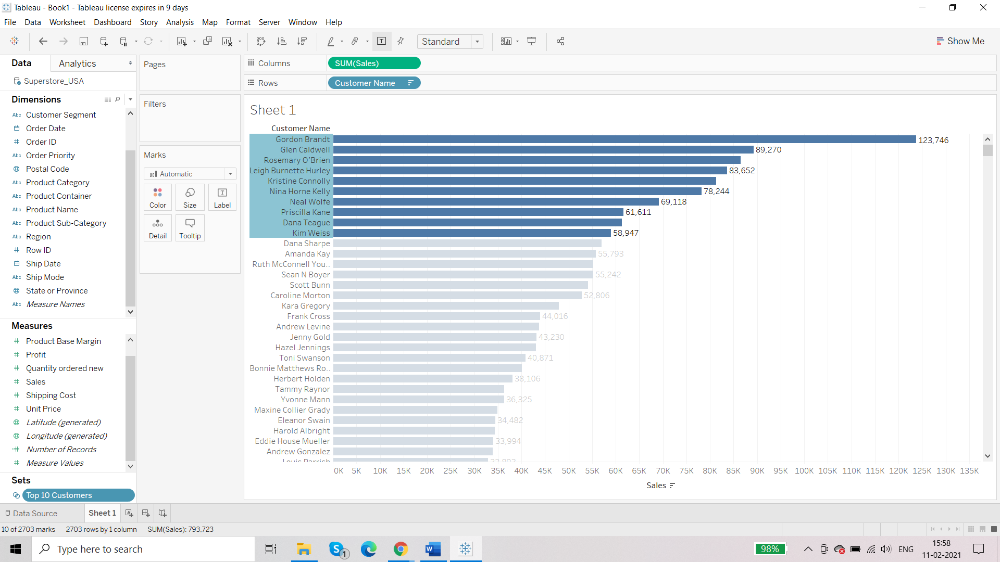 Tableau - Book1 - Tableau license expires in 9 days
File Data Worksheet Dashboard Story Analysis Map Format Server Window Help
Standard
Show Me
Data Analytics
Superstore_USA
Dimensions
Abc Customer Segment
Order Date
# Order ID
Abc Order Priority
Postal Code
Abc Product Category
Abc Product Container
Abc Product Name
Abc Product Sub-Category
Abc Region
# Row ID
Ship Date
Abc Ship Mode
State or Province
Abc Measure Names
Measures
# Product Base Margin
# Profit
# Quantity ordered new
# Sales
# Shipping Cost
# Unit Price
Latitude (generated)
Longitude (generated)
=# Number of Records
# Measure Values
Sets
Top 10 Customers
Pages
Filters
Marks
Automatic
Color Size Label
Detail Tooltip
Columns SUM(Sales)
Rows Customer Name
Sheet 1
Customer Name
Gordon Brandt 123,746
Glen Caldwell 89,270
Rosemary O'Brien
Leigh Burnette Hurley 83,652
Kristine Connolly
Nina Horne Kelly 78,244
Neal Wolfe 69,118
Priscilla Kane 61,611
Dana Teague
Kim Weiss 58,947
Dana Sharpe
Amanda Kay 55,793
Ruth McConnell You..
Sean N Boyer 55,242
Scott Bunn
Caroline Morton 52,806
Kara Gregory
Frank Cross 44,016
Andrew Levine
Jenny Gold 43,230
Hazel Jennings
Toni Swanson 40,871
Bonnie Matthews Ro..
Herbert Holden 38,106
Tammy Raynor
Yvonne Mann 36,325
Maxine Collier Grady
Eleanor Swain 34,482
Harold Albright
Eddie House Mueller 33,994
Andrew Gonzalez
Louis Parrish
0K 5K 10K 15K 20K 25K 30K 35K 40K 45K 50K 55K 60K 65K 70K 75K 80K 85K 90K 95K 100K 105K 110K 115K 120K 125K 130K 135K
Sales
Data Source Sheet 1
10 of 2703 marks 2703 rows by 1 column SUM(Sales): 793,723
Type here to search
1
98%
ENG
15:58
11-02-2021